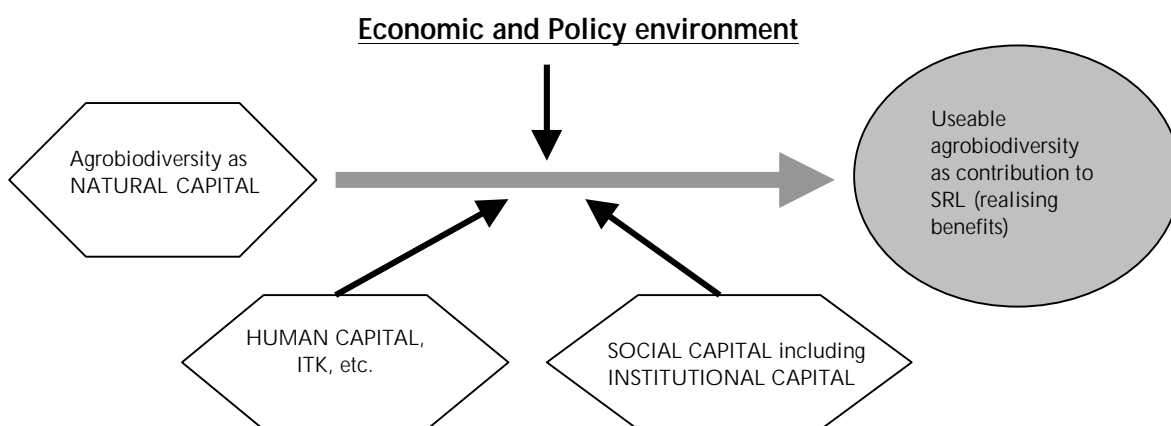 Economic and Policy environment
Agrobiodiversity as
NATURAL CAPITAL
Useable
agrobiodiversity
as contribution to
SRL (realising
benefits)
HUMAN CAPITAL,
ITK, etc.
SOCIAL CAPITAL including
INSTITUTIONAL CAPITAL